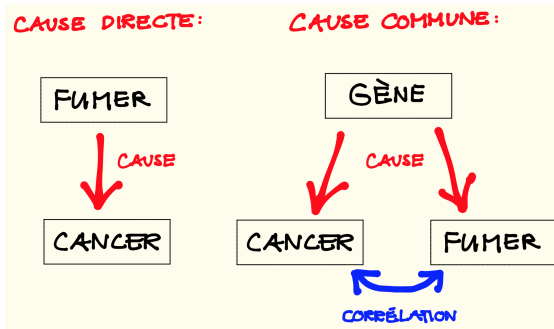 CAUSE DIRECTE:
FUMER
CAUSE
CANCER
CAUSE COMMUNE:
GÈNE
CAUSE
CANCER FUMER
CORRÉLATION